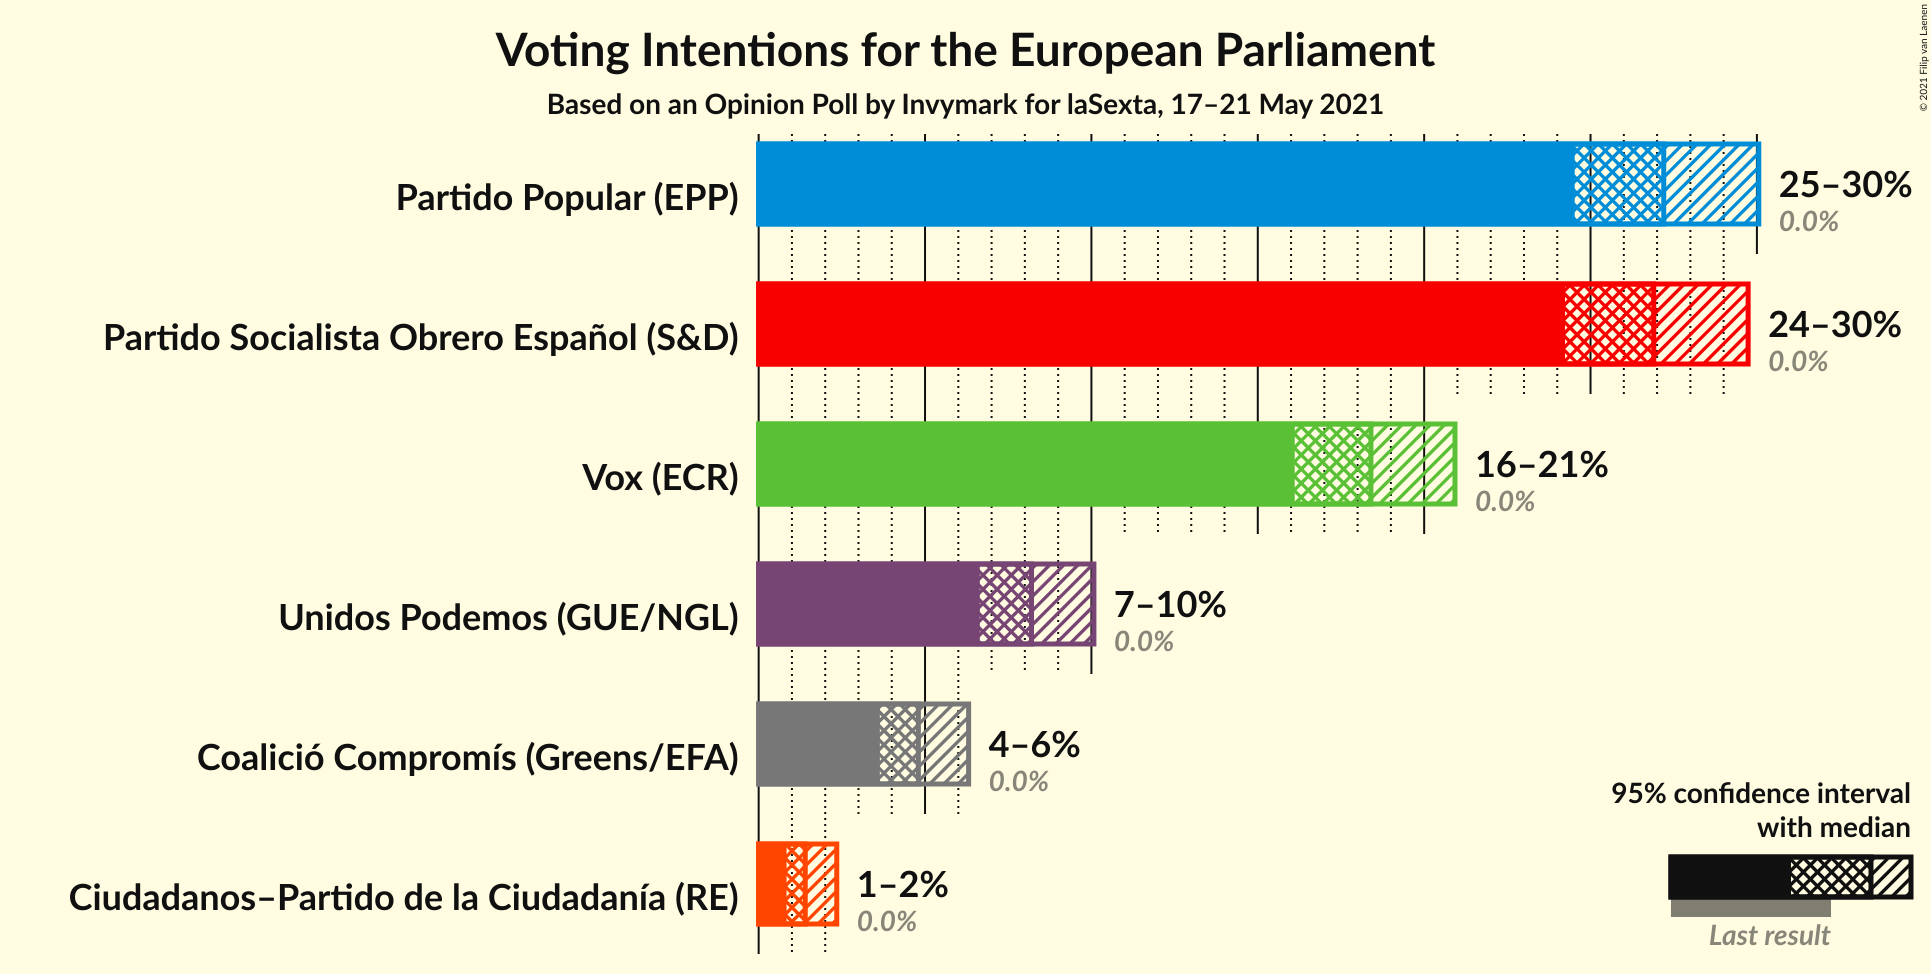 Voting Intentions for the European Parliament
Based on an Opinion Poll by Invymark for laSexta, 17–21 May 2021
© 2021 Filip van Laenen
Partido Popular (EPP)
25–30%
0.0%
Partido Socialista Obrero Español (S&D)
24–30%
0.0%
Vox (ECR)
16–21%
0.0%
Unidos Podemos (GUE/NGL)
7–10%
0.0%
Coalició Compromís (Greens/EFA)
4–6%
0.0%
Ciudadanos–Partido de la Ciudadanía (RE)
1–2%
0.0%
95% confidence interval
with median
Last result